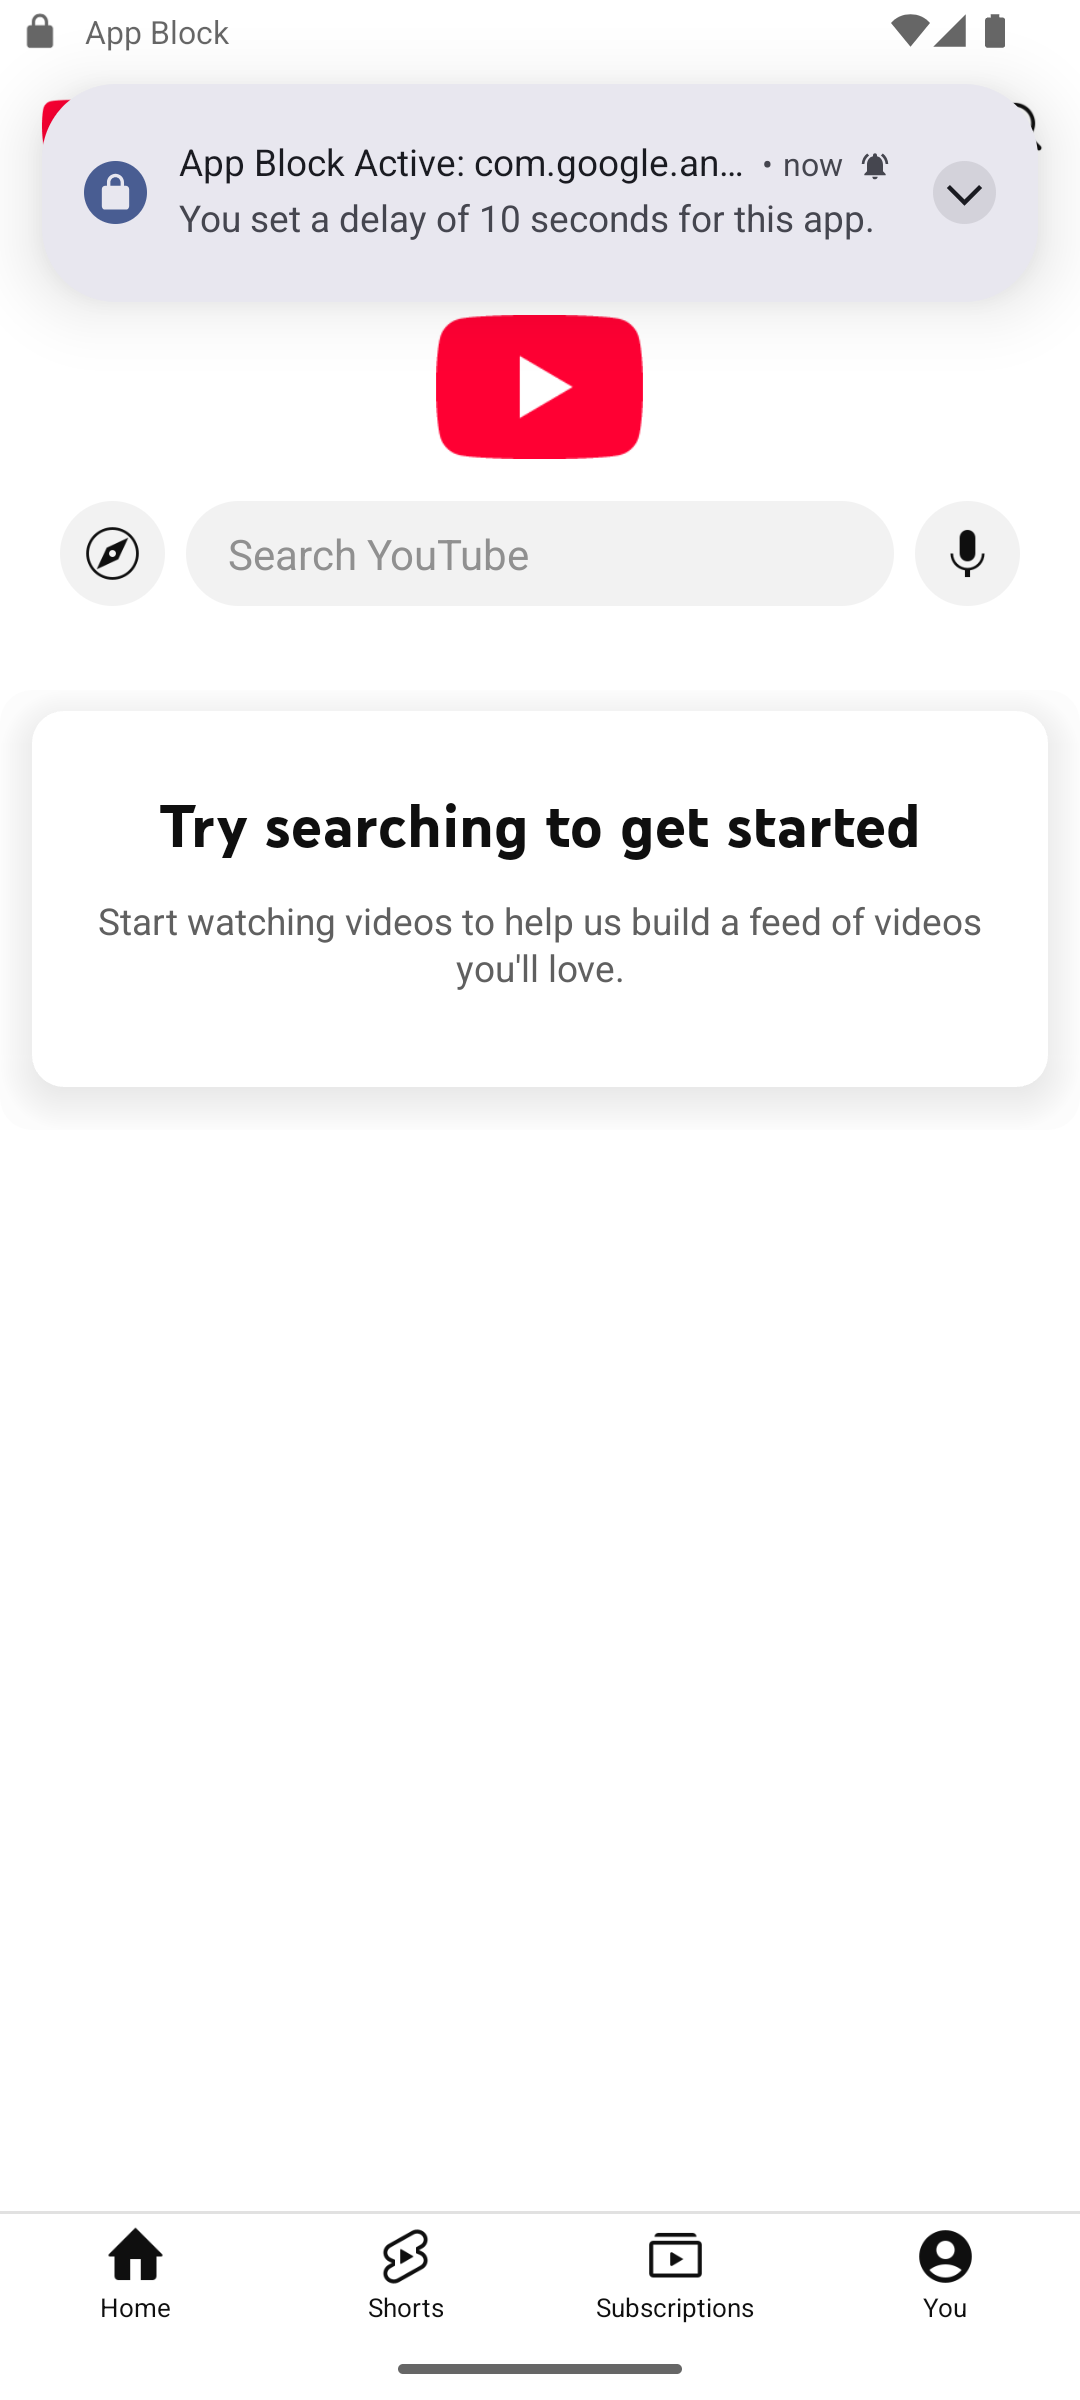 App Block
App Block Active: com.google.an... • now
You set a delay of 10 seconds for this app.
Search YouTube
Try searching to get started
Start watching videos to help us build a feed of videos
you'll love.
Home
Shorts
Subscriptions
You